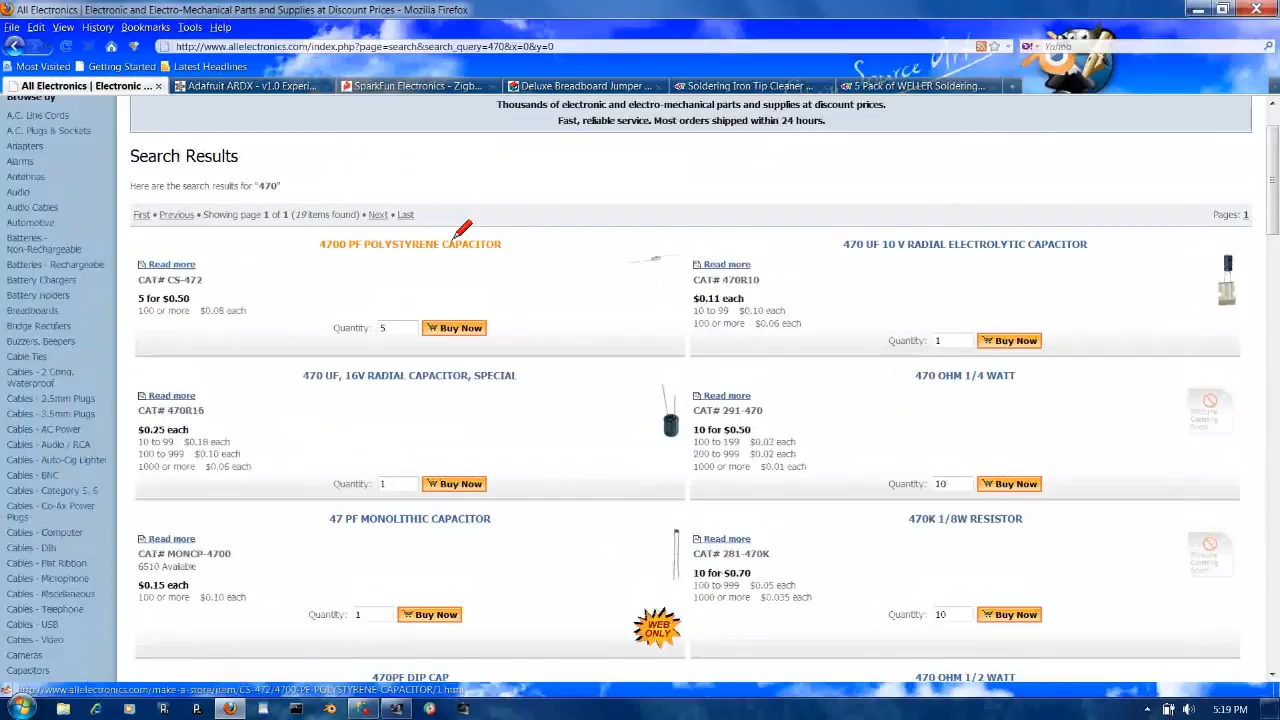 All Electronics | Electronic and Electro-Mechanical Parts and Supplies at Discount Prices - Mozilla Firefox
File Edit View History Bookmarks Tools Help
http://www.allelectronics.com/index.php?page=search&search_query=470&x=0&y=0
Yahoo
Most Visited Getting Started Latest Headlines
All Electronics | Electronic ...
Adafruit ARDX - v1.0 Experi...
SparkFun Electronics - Zigb...
Deluxe Breadboard Jumper ...
Soldering Iron Tip Cleaner ...
5 Pack of WELLER Soldering...
Browse by
A.C. Line Cords
A.C. Plugs & Sockets
Adapters
Alarms
Antennas
Audio
Audio Cables
Automotive
Batteries - Non-Rechargeable
Batteries - Rechargeable
Battery Chargers
Battery Holders
Breadboards
Bridge Rectifiers
Buzzers, Beepers
Cable Ties
Cables - 2 Cond. Waterproof
Cables - 2.5mm Plugs
Cables - 3.5mm Plugs
Cables - AC Power
Cables - Audio / RCA
Cables - Auto-Cig Lighter
Cables - BNC
Cables - Category 5, 6
Cables - Co-Ax Power Plugs
Cables - Computer
Cables - DIN
Cables - Flat Ribbon
Cables - Microphone
Cables - Miscellaneous
Cables - Telephone
Cables - USB
Cables - Video
Cameras
Capacitors
Thousands of electronic and electro-mechanical parts and supplies at discount prices.
Fast, reliable service. Most orders shipped within 24 hours.
Search Results
Here are the search results for "470"
First • Previous • Showing page 1 of 1 (19 items found) • Next • Last
Pages: 1
4700 PF POLYSTYRENE CAPACITOR
Read more
CAT# CS-472
5 for $0.50
100 or more $0.08 each
Quantity: 5 Buy Now
470 UF 10 V RADIAL ELECTROLYTIC CAPACITOR
Read more
CAT# 470R10
$0.11 each
10 to 99 $0.10 each
100 or more $0.06 each
Quantity: 1 Buy Now
470 UF, 16V RADIAL CAPACITOR, SPECIAL
Read more
CAT# 470R16
$0.25 each
10 to 99 $0.18 each
100 to 999 $0.10 each
1000 or more $0.06 each
Quantity: 1 Buy Now
470 OHM 1/4 WATT
Read more
CAT# 291-470
10 for $0.50
100 to 199 $0.03 each
200 to 999 $0.02 each
1000 or more $0.01 each
Quantity: 10 Buy Now
Picture Coming Soon
47 PF MONOLITHIC CAPACITOR
Read more
CAT# MONCP-4700
6510 Available
$0.15 each
100 or more $0.10 each
Quantity: 1 Buy Now
WEB ONLY
470K 1/8W RESISTOR
Read more
CAT# 281-470K
10 for $0.70
100 to 999 $0.05 each
1000 or more $0.035 each
Quantity: 10 Buy Now
Picture Coming Soon
470PF DIP CAP
470 OHM 1/2 WATT
http://www.allelectronics.com/make-a-store/item/CS-472/4700-PF-POLYSTYRENE-CAPACITOR/1.html
5:19 PM